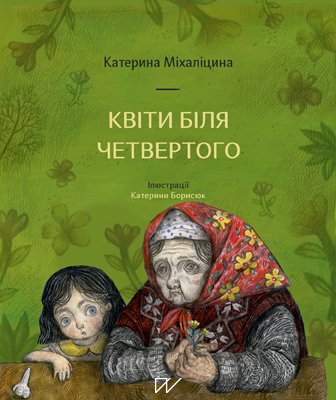 Катерина Міхаліцина
КВІТИ БІЛЯ
ЧЕТВЕРТОГО
Ілюстрації
Катерини Борисюк